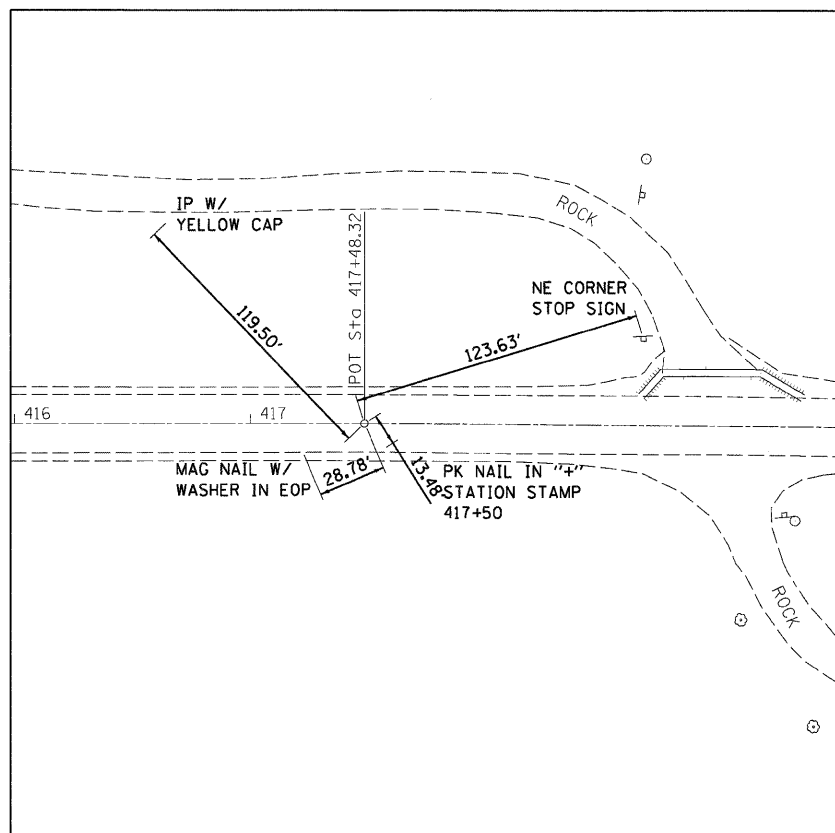 IP W/
YELLOW CAP
ROCK
POT Sta 417+48.32
NE CORNER
STOP SIGN
119.50'
123.63'
416
417
MAG NAIL W/
WASHER IN EOP
28.78'
13.48'
PK NAIL IN "+"
STATION STAMP
417+50
ROCK